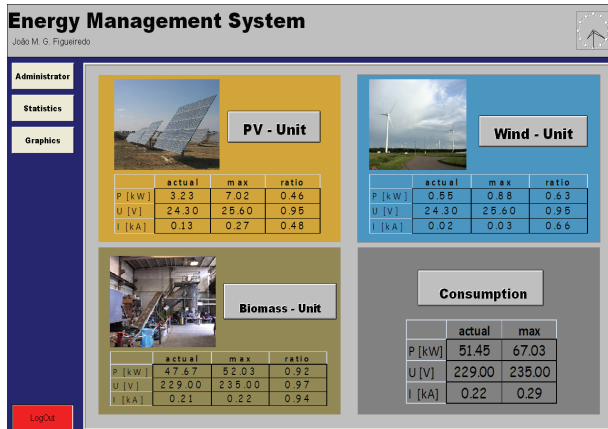 Energy Management System
João M. G. Figueiredo
Administrator
Statistics
Graphics
LogOut
PV - Unit
actual max ratio
P [kW] 3.23 7.02 0.46
U [V] 24.30 25.60 0.95
I [kA] 0.13 0.27 0.48
Wind - Unit
actual max ratio
P [kW] 0.55 0.88 0.63
U [V] 24.30 25.60 0.95
I [kA] 0.02 0.03 0.66
Biomass - Unit
actual max ratio
P [kW] 47.67 52.03 0.92
U [V] 229.00 235.00 0.97
I [kA] 0.21 0.22 0.94
Consumption
actual max
P [kW] 51.45 67.03
U [V] 229.00 235.00
I [kA] 0.22 0.29